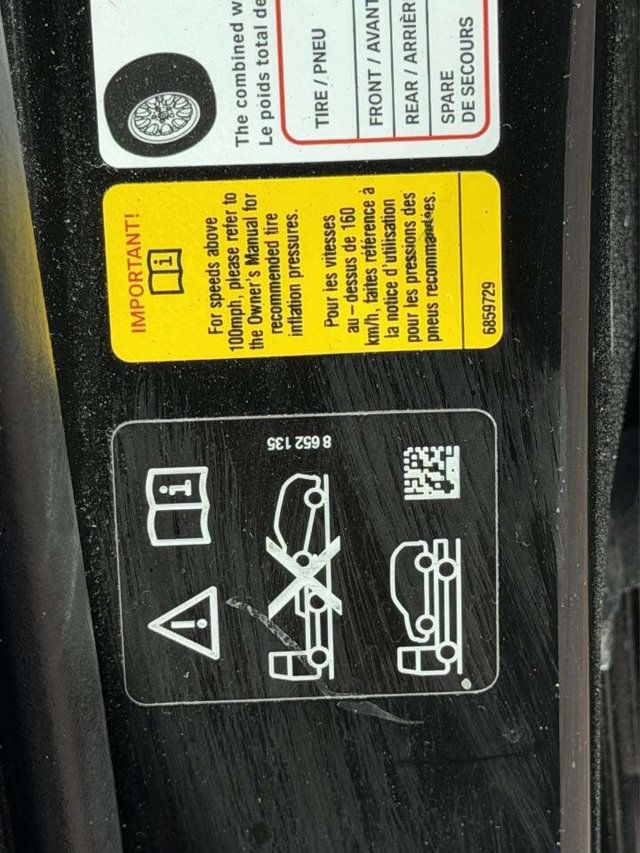 The combined w
Le poids total de
TIRE / PNEU
FRONT / AVANT
REAR / ARRIÈR
SPARE
DE SECOURS
IMPORTANT!
For speeds above
100mph, please refer to
the Owner's Manual for
recommended tire
inflation pressures.
Pour les vitesses
au – dessus de 160
km/h, faites référence à
la notice d'utilisation
pour les pressions des
pneus recommandées.
6859729
8 652 135